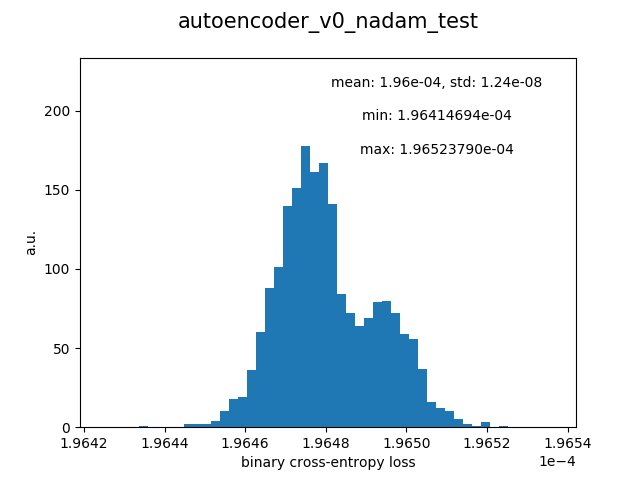 autoencoder_v0_nadam_test
mean: 1.96e-04, std: 1.24e-08
min: 1.96414694e-04
max: 1.96523790e-04
a.u.
200
150
100
50
0
1.9642 1.9644 1.9646 1.9648 1.9650 1.9652 1.9654
1e−4
binary cross-entropy loss